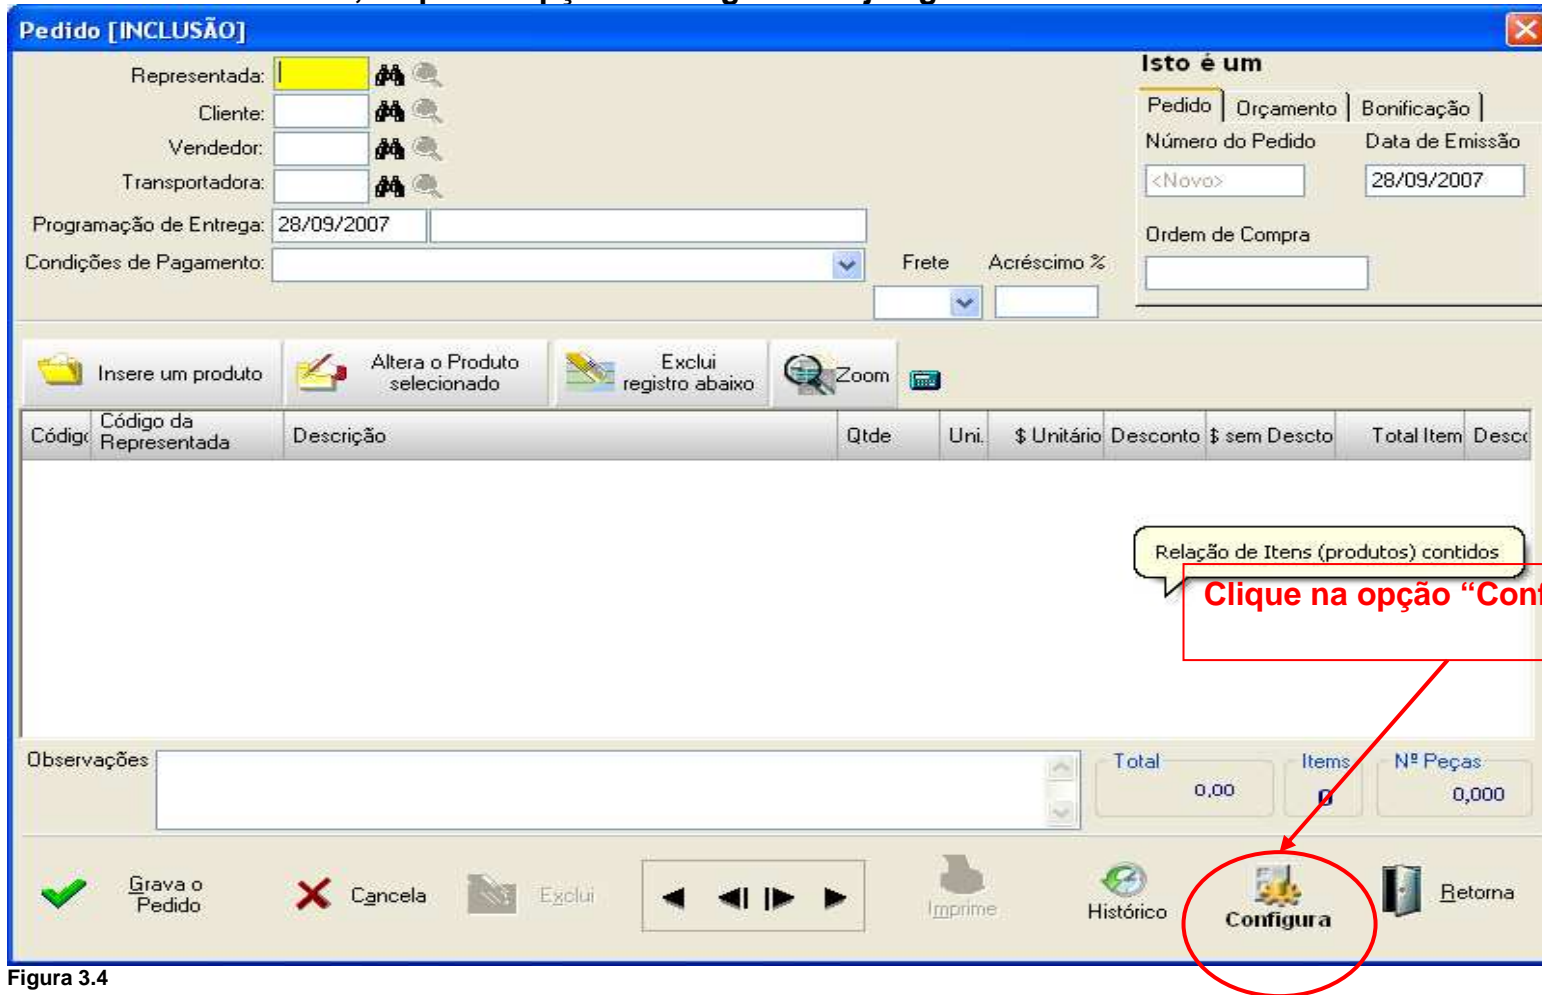 Pedido [INCLUSÃO]
Representada:
Cliente:
Vendedor:
Transportadora:
Programação de Entrega: 28/09/2007
Condições de Pagamento:
Frete Acréscimo %
Isto é um
Pedido Orçamento Bonificação
Número do Pedido Data de Emissão
<Novo> 28/09/2007
Ordem de Compra
Insere um produto
Altera o Produto
selecionado
Exclui
registro abaixo
Zoom
Código da
Representada
Descrição Qtde Uni. $ Unitário Desconto $ sem Descto Total Item
Relação de Itens (produtos) contidos
Clique na opção “Conf
Observações
Total Items Nº Peças
0,00 0 0,000
Grava o
Pedido
Cancela
Exclui
Imprime
Histórico
Configura
Retorna
Figura 3.4